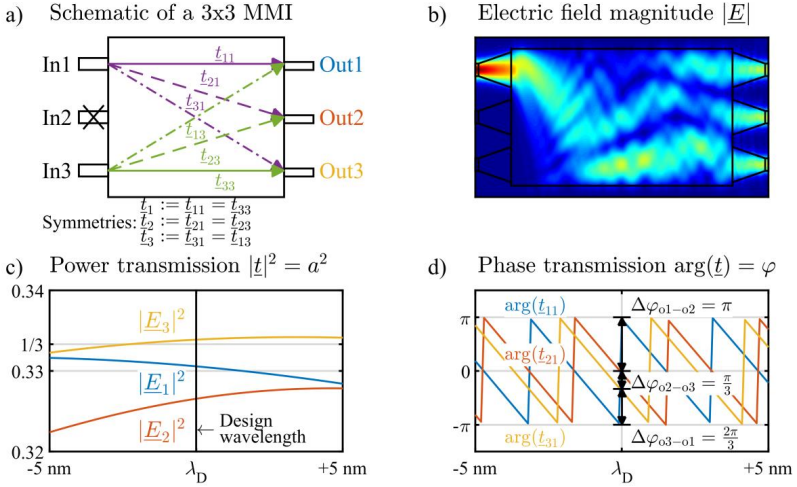 a) Schematic of a 3x3 MMI
In1
In2
In3
t₁₁
t₂₁
t₃₁
t₁₃
t₂₃
t₃₃
Out1
Out2
Out3
Symmetries:
t₁ := t₁₁ = t₃₃
t₂ := t₂₁ = t₂₃
t₃ := t₃₁ = t₁₃
b) Electric field magnitude |E|
c) Power transmission |t|² = a²
0.34
1/3
0.33
0.32
|E₃|²
|E₁|²
|E₂|²
← Design
wavelength
-5 nm
λD
+5 nm
d) Phase transmission arg(t) = φ
π
0
-π
arg(t₁₁)
arg(t₂₁)
arg(t₃₁)
Δφo1−o2 = π
Δφo2−o3 = π/3
Δφo3−o1 = 2π/3
-5 nm
λD
+5 nm